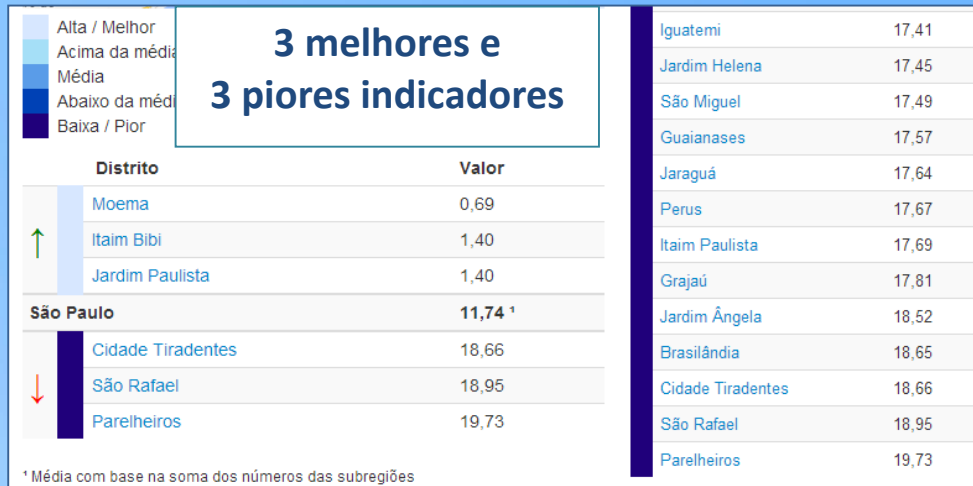 Alta / Melhor
Acima da média
Média
Abaixo da médi
Baixa / Pior
3 melhores e
3 piores indicadores
Distrito Valor
Moema 0,69
Itaim Bibi 1,40
Jardim Paulista 1,40
São Paulo 11,74 ¹
Cidade Tiradentes 18,66
São Rafael 18,95
Parelheiros 19,73
¹ Média com base na soma dos números das subregiões
Iguatemi 17,41
Jardim Helena 17,45
São Miguel 17,49
Guaianases 17,57
Jaraguá 17,64
Perus 17,67
Itaim Paulista 17,69
Grajaú 17,81
Jardim Ângela 18,52
Brasilândia 18,65
Cidade Tiradentes 18,66
São Rafael 18,95
Parelheiros 19,73